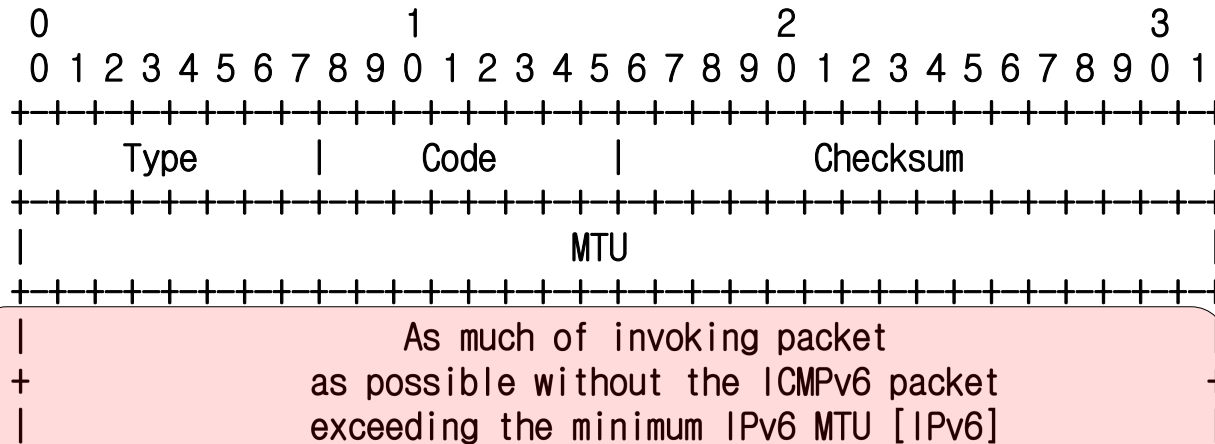 0 1 2 3
0 1 2 3 4 5 6 7 8 9 0 1 2 3 4 5 6 7 8 9 0 1 2 3 4 5 6 7 8 9 0 1
+-+-+-+-+-+-+-+-+-+-+-+-+-+-+-+-+-+-+-+-+-+-+-+-+-+-+-+-+-+-+-+-+
| Type | Code | Checksum |
+-+-+-+-+-+-+-+-+-+-+-+-+-+-+-+-+-+-+-+-+-+-+-+-+-+-+-+-+-+-+-+-+
| MTU |
+-+-+-+-+-+-+-+-+-+-+-+-+-+-+-+-+-+-+-+-+-+-+-+-+-+-+-+-+-+-+-+-+
| As much of invoking packet |
+ as possible without the ICMPv6 packet +
| exceeding the minimum IPv6 MTU [IPv6]